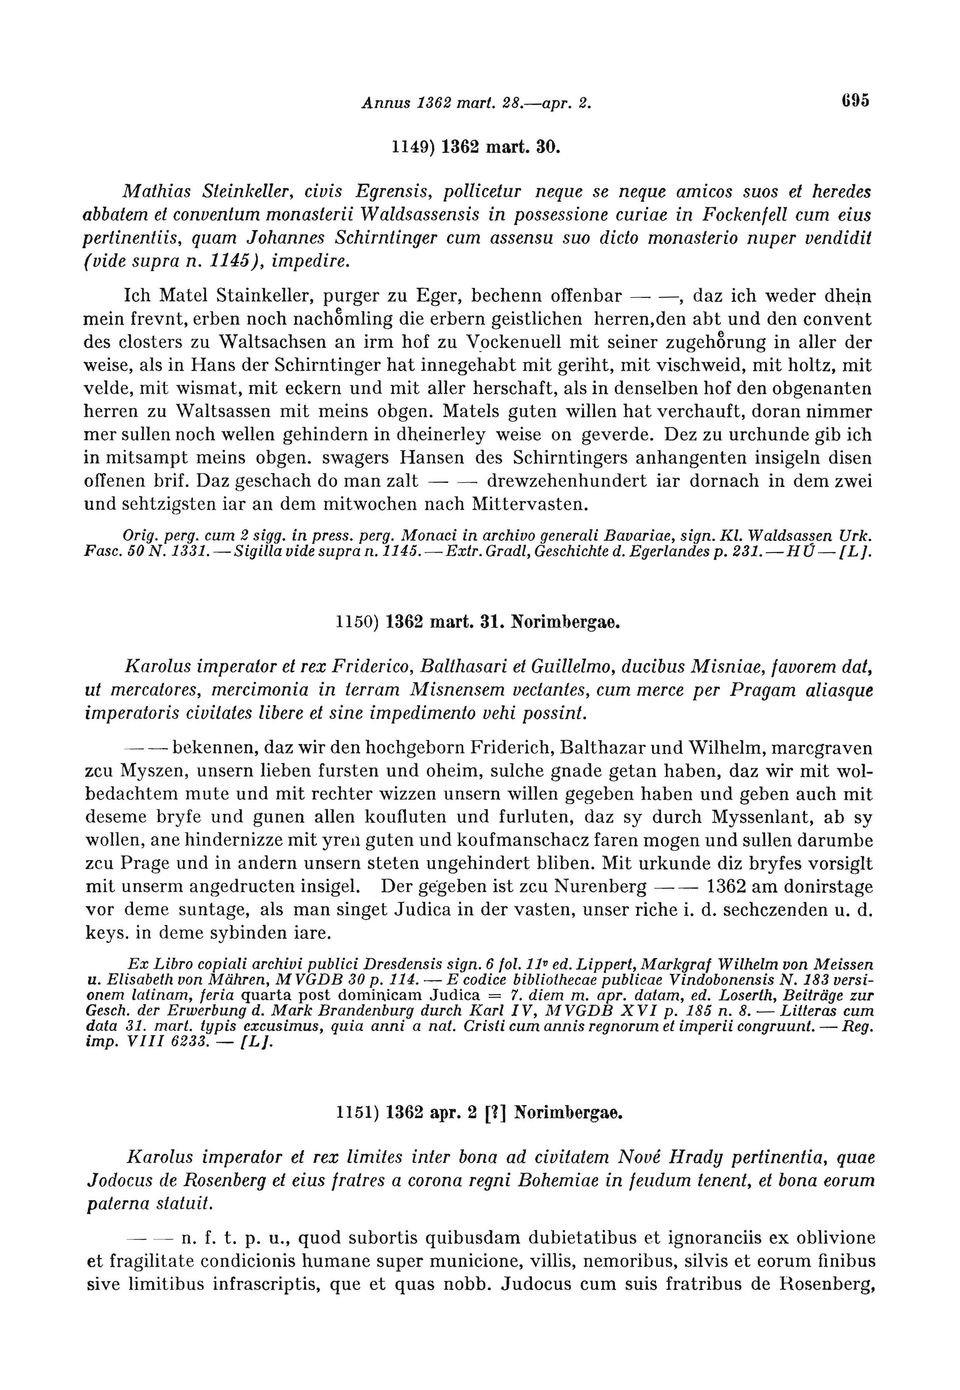 Annus 1362 mart. 28.—apr. 2. 695
1149) 1362 mart. 30.
Mathias Steinkeller, civis Egrensis, pollicetur neque se neque amicos suos et heredes
abbatem et conventum monasterii Waldsassensis in possessione curiae in Fockenfell cum eius
pertinentiis, quam Johannes Schirntinger cum assensu suo dicto monasterio nuper vendidit
(vide supra n. 1145), impedire.
Ich Matel Stainkeller, purger zu Eger, bechenn offenbar — —, daz ich weder dhein
mein frevnt, erben noch nachoͤmling die erbern geistlichen herren,den abt und den convent
des closters zu Waltsachsen an irm hof zu Vockenuell mit seiner zugehoͤrung in aller der
weise, als in Hans der Schirntinger hat innegehabt mit geriht, mit vischweid, mit holtz, mit
velde, mit wismat, mit eckern und mit aller herschaft, als in denselben hof den obgenanten
herren zu Waltsassen mit meins obgen. Matels guten willen hat verchauft, doran nimmer
mer sullen noch wellen gehindern in dheinerley weise on geverde. Dez zu urchunde gib ich
in mitsampt meins obgen. swagers Hansen des Schirntingers anhangenten insigeln disen
offenen brif. Daz geschach do man zalt — — drewzehenhundert iar dornach in dem zwei
und sehtzigsten iar an dem mitwochen nach Mittervasten.
Orig. perg. cum 2 sigg. in press. perg. Monaci in archivo generali Bavariae, sign. Kl. Waldsassen Urk.
Fasc. 50 N. 1331. — Sigilla vide supra n. 1145. — Extr. Gradl, Geschichte d. Egerlandes p. 231. — H Ú — [L].
1150) 1362 mart. 31. Norimbergae.
Karolus imperator et rex Friderico, Balthasari et Guillelmo, ducibus Misniae, favorem dat,
ut mercatores, mercimonia in terram Misnensem vectantes, cum merce per Pragam aliasque
imperatoris civitates libere et sine impedimento vehi possint.
— — bekennen, daz wir den hochgeborn Friderich, Balthazar und Wilhelm, marcgraven
zcu Myszen, unsern lieben fursten und oheim, sulche gnade getan haben, daz wir mit wol-
bedachtem mute und mit rechter wizzen unsern willen gegeben haben und geben auch mit
deseme bryfe und gunen allen koufluten und furluten, daz sy durch Myssenlant, ab sy
wollen, ane hindernizze mit yren guten und koufmanschacz faren mogen und sullen darumbe
zcu Prage und in andern unsern steten ungehindert bliben. Mit urkunde diz bryfes vorsiglt
mit unserm angedructen insigel. Der gegeben ist zcu Nurenberg — — 1362 am donirstage
vor deme suntage, als man singet Judica in der vasten, unser riche i. d. sechczenden u. d.
keys. in deme sybinden iare.
Ex Libro copiali archivi publici Dresdensis sign. 6 fol. 11v ed. Lippert, Markgraf Wilhelm von Meissen
u. Elisabeth von Mähren, MVGDB 30 p. 114. — E codice bibliothecae publicae Vindobonensis N. 183 versi-
onem latinam, feria quarta post dominicam Judica = 7. diem m. apr. datam, ed. Loserth, Beiträge zur
Gesch. der Erwerbung d. Mark Brandenburg durch Karl IV, MVGDB XVI p. 185 n. 8. — Litteras cum
data 31. mart. typis excusimus, quia anni a nat. Cristi cum annis regnorum et imperii congruunt. — Reg.
imp. VIII 6233. — [L].
1151) 1362 apr. 2 [?] Norimbergae.
Karolus imperator et rex limites inter bona ad civitatem Nové Hrady pertinentia, quae
Jodocus de Rosenberg et eius fratres a corona regni Bohemiae in feudum tenent, et bona eorum
paterna statuit.
— — n. f. t. p. u., quod subortis quibusdam dubietatibus et ignoranciis ex oblivione
et fragilitate condicionis humane super municione, villis, nemoribus, silvis et eorum finibus
sive limitibus infrascriptis, que et quas nobb. Judocus cum suis fratribus de Rosenberg,